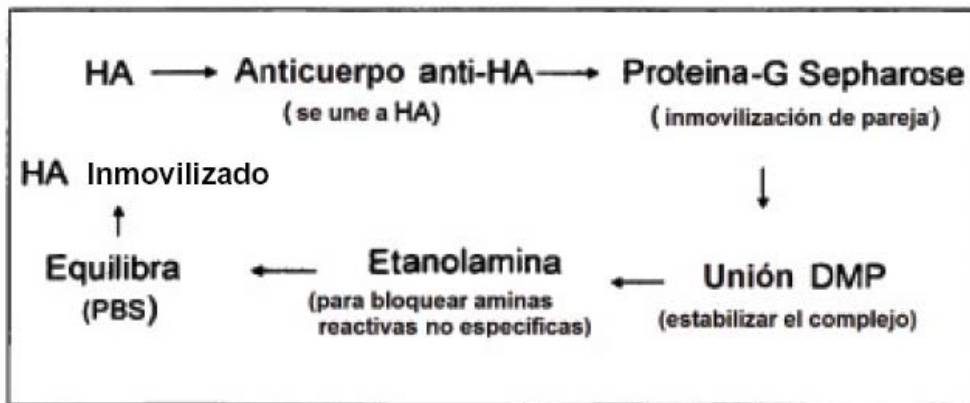 HA → Anticuerpo anti-HA → Proteina-G Sepharose
(se une a HA) (inmovilización de pareja)
HA Inmovilizado
Equilibra ← Etanolamina ← Unión DMP
(PBS) (para bloquear aminas (estabilizar el complejo)
reactivas no específicas)